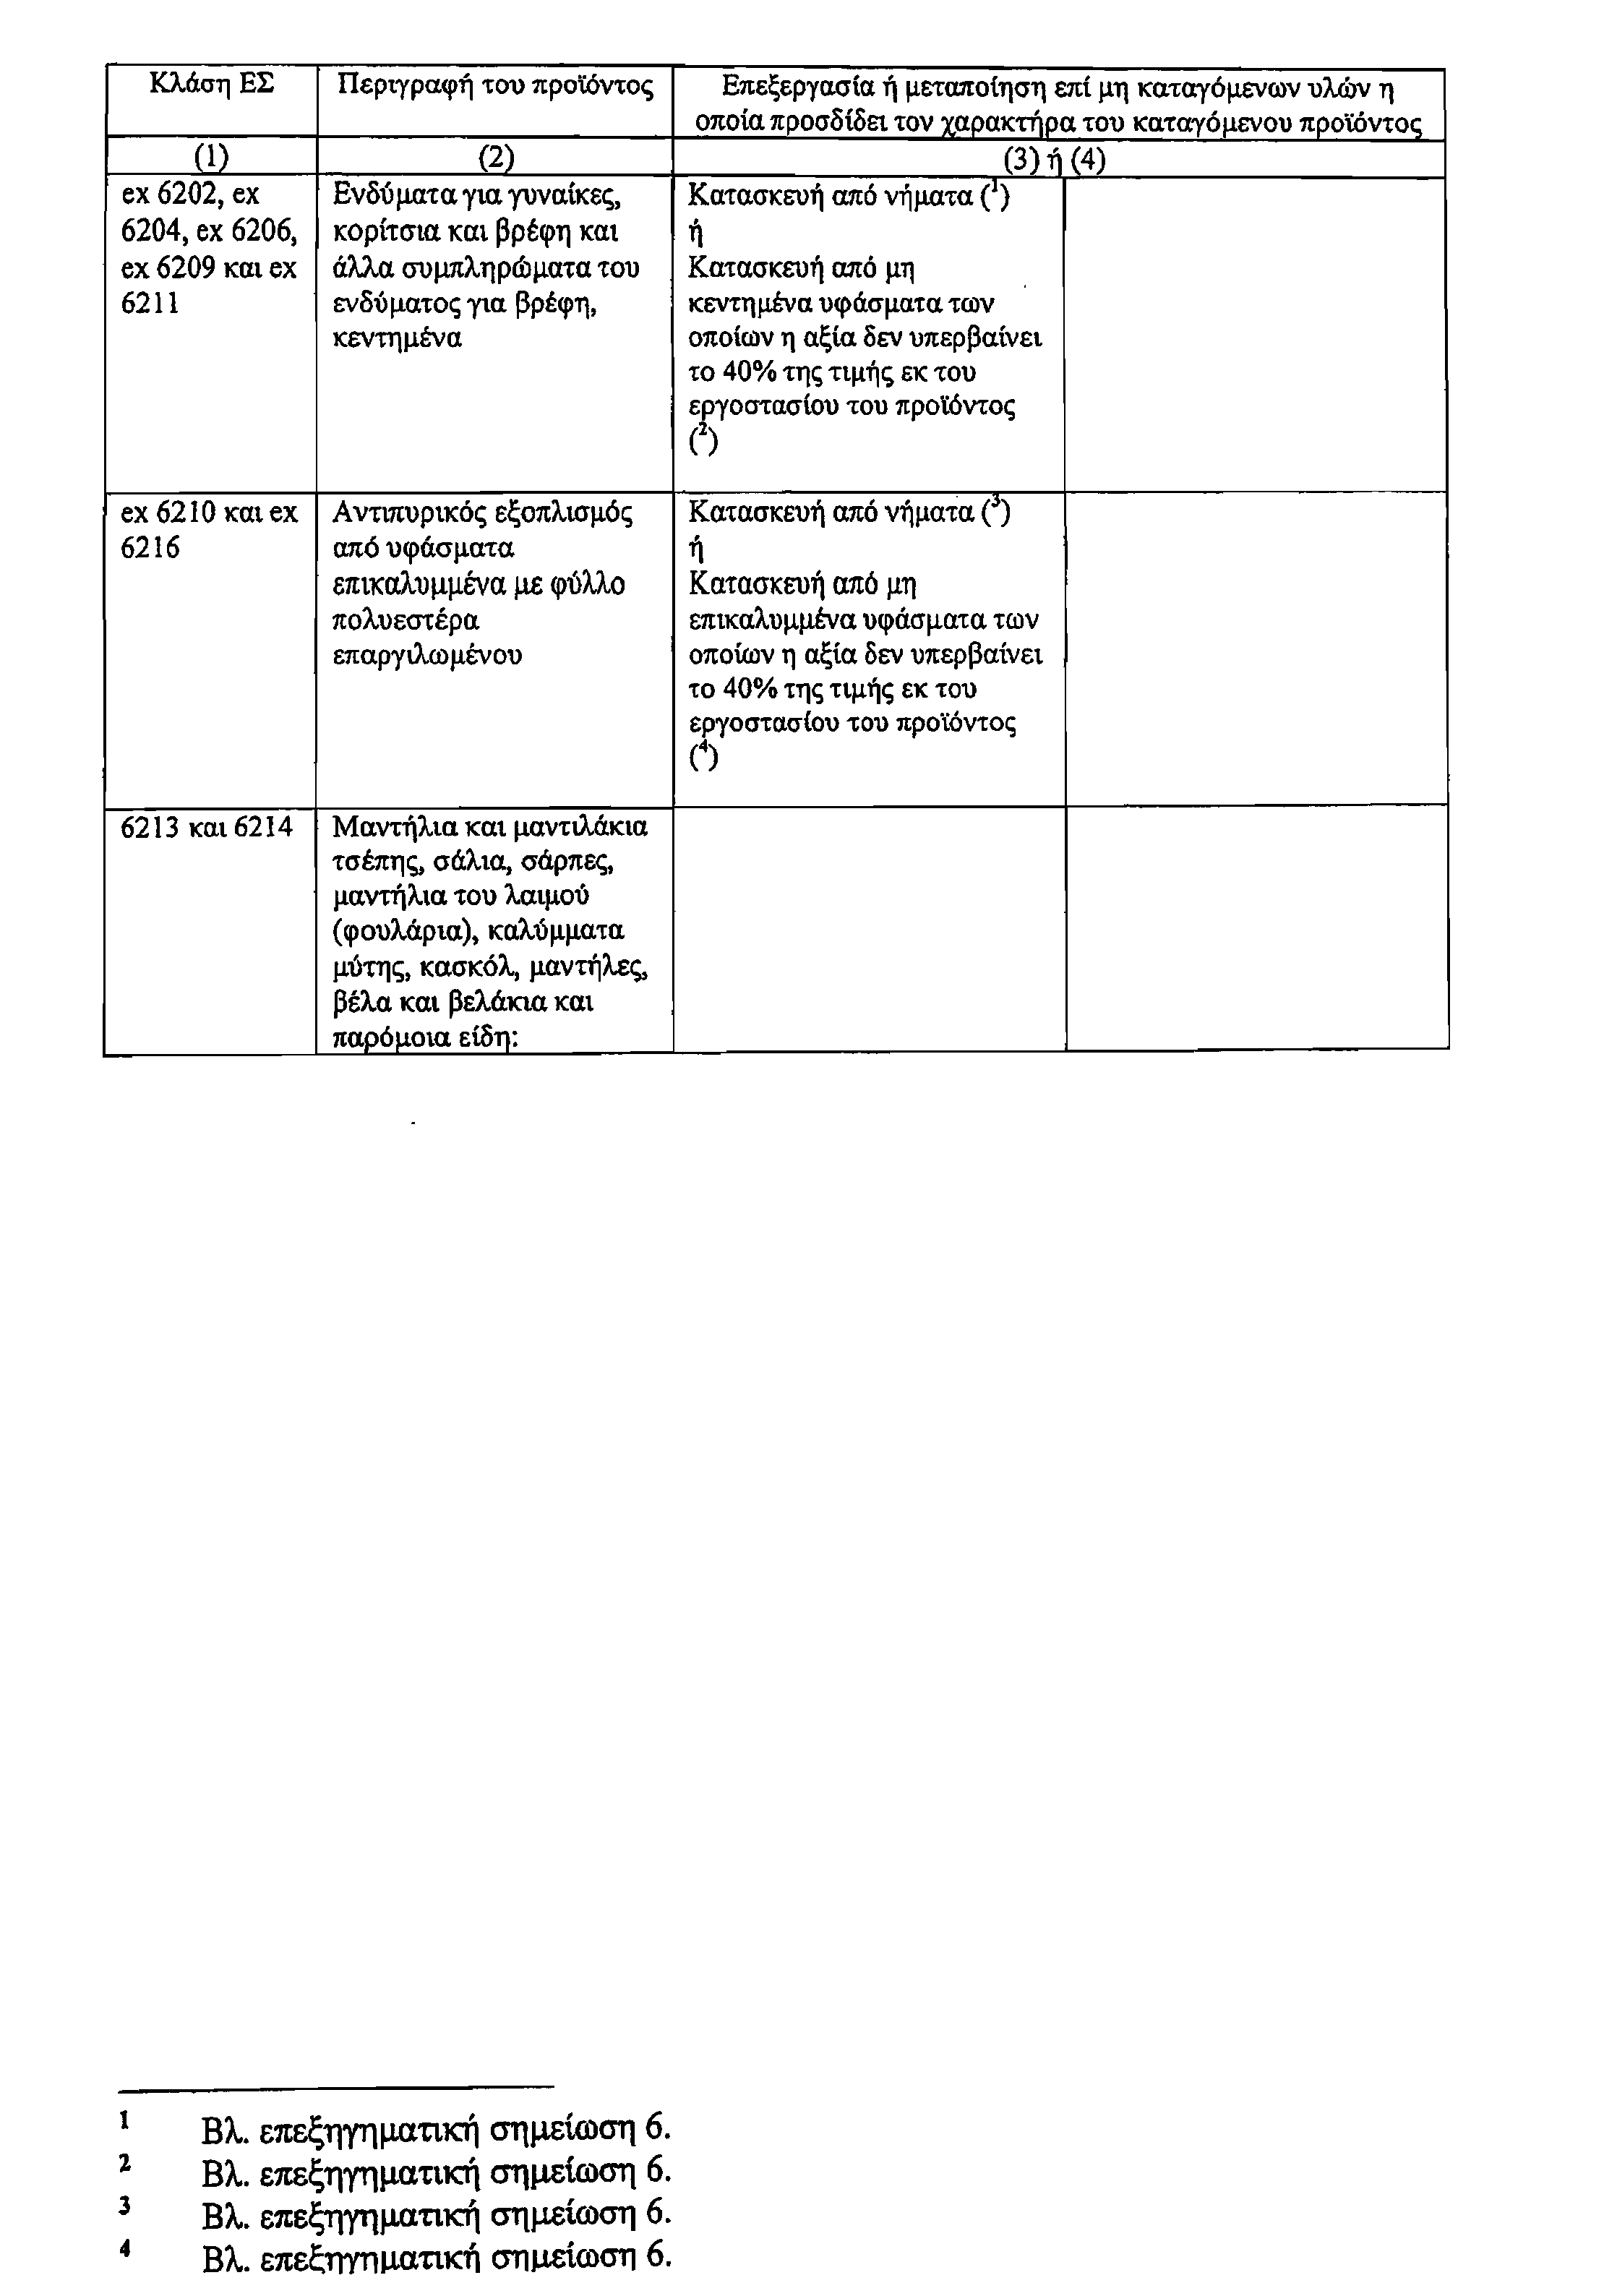 Κλάση ΕΣ
Περιγραφή του προϊόντος
Επεξεργασία ή μεταποίηση επί μη καταγόμενων υλών η
οποία προσδίδει τον χαρακτήρα του καταγόμενου προϊόντος
(1)
(2)
(3) ή (4)
ex 6202, ex
6204, ex 6206,
ex 6209 και ex
6211
Ενδύματα για γυναίκες,
κορίτσια και βρέφη και
άλλα συμπληρώματα του
ενδύματος για βρέφη,
κεντημένα
Κατασκευή από νήματα (¹)
ή
Κατασκευή από μη
κεντημένα υφάσματα των
οποίων η αξία δεν υπερβαίνει
το 40% της τιμής εκ του
εργοστασίου του προϊόντος
(²)
ex 6210 και ex
6216
Αντιπυρικός εξοπλισμός
από υφάσματα
επικαλυμμένα με φύλλο
πολυεστέρα
επαργιλωμένου
Κατασκευή από νήματα (³)
ή
Κατασκευή από μη
επικαλυμμένα υφάσματα των
οποίων η αξία δεν υπερβαίνει
το 40% της τιμής εκ του
εργοστασίου του προϊόντος
(⁴)
6213 και 6214
Μαντήλια και μαντιλάκια
τσέπης, σάλια, σάρπες,
μαντήλια του λαιμού
(φουλάρια), καλύμματα
μύτης, κασκόλ, μαντήλες,
βέλα και βελάκια και
παρόμοια είδη:
¹ Βλ. επεξηγηματική σημείωση 6.
² Βλ. επεξηγηματική σημείωση 6.
³ Βλ. επεξηγηματική σημείωση 6.
⁴ Βλ. επεξηγηματική σημείωση 6.